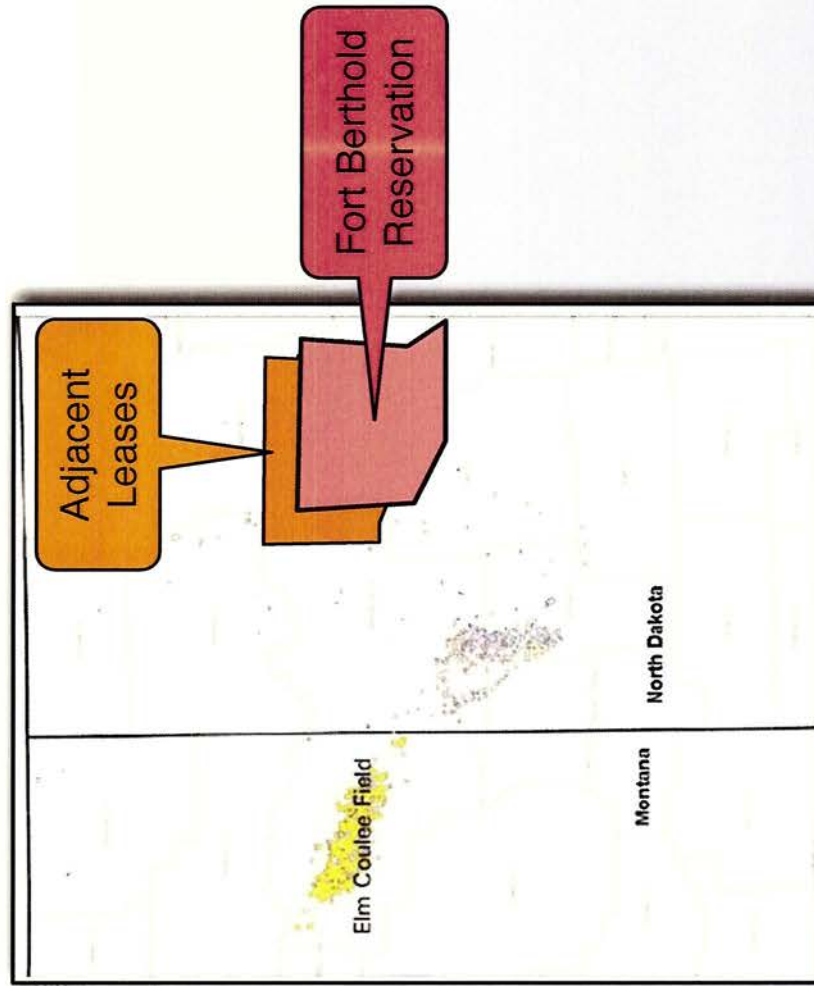 Adjacent
Leases
Fort Berthold
Reservation
Elm Coulee Field
Montana
North Dakota